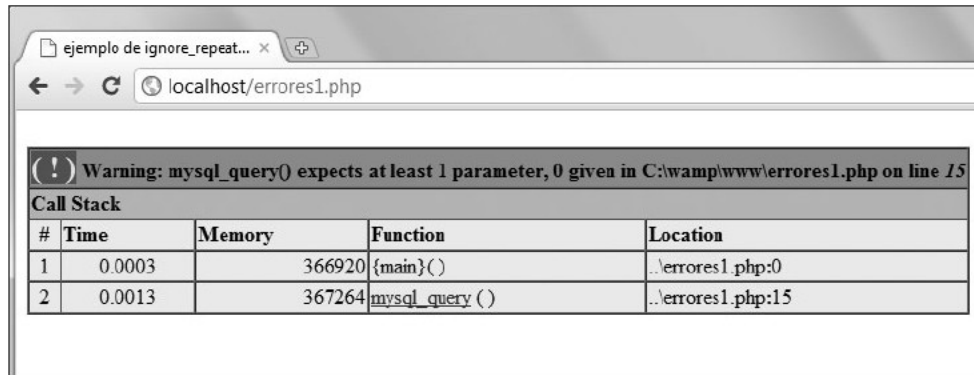 ejemplo de ignore_repeat...
localhost/errores1.php
(!) Warning: mysql_query() expects at least 1 parameter, 0 given in C:\wamp\www\errores1.php on line 15
Call Stack
# Time Memory Function Location
1 0.0003 366920 {main}( ) ..\errores1.php:0
2 0.0013 367264 mysql_query ( ) ..\errores1.php:15